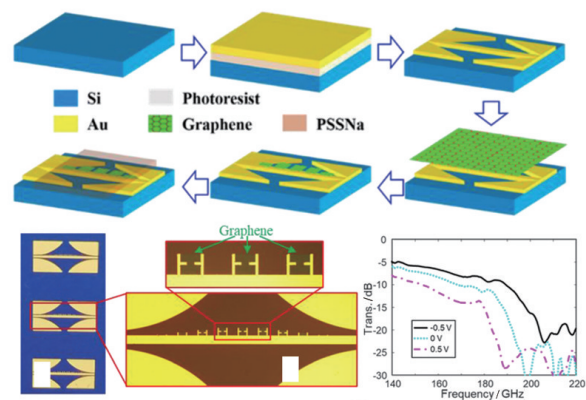 Si
Photoresist
Au
Graphene
PSSNa
Graphene
Trans./dB
0
-5
-10
-15
-20
-25
-30
-0.5 V
0 V
0.5 V
140
160
180
200
220
Frequency/GHz